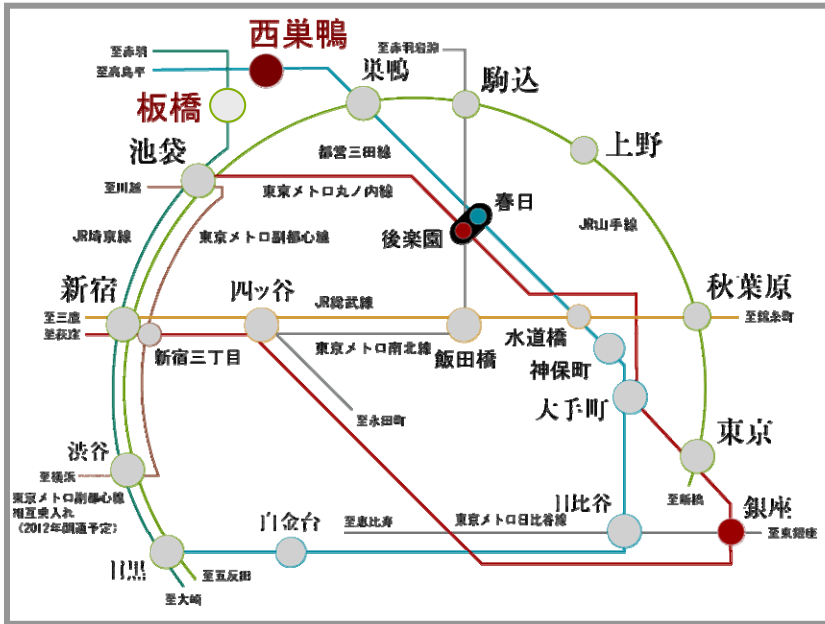 至赤羽
西巣鴨
至高島平
巣鴨
至赤羽岩淵
駒込
板橋
池袋
都営三田線
上野
至川越
東京メトロ丸ノ内線
春日
JR埼京線
東京メトロ副都心線
後楽園
JR山手線
新宿
四ッ谷
JR総武線
秋葉原
至三鷹
至錦糸町
至荻窪
新宿三丁目
東京メトロ南北線
飯田橋
水道橋
神保町
大手町
至永田町
渋谷
東京
至横浜
東京メトロ副都心線
相互乗入れ
(2012年開通予定)
至新橋
白金台
至恵比寿
東京メトロ日比谷線
日比谷
銀座
至東銀座
目黒
至五反田
至大崎